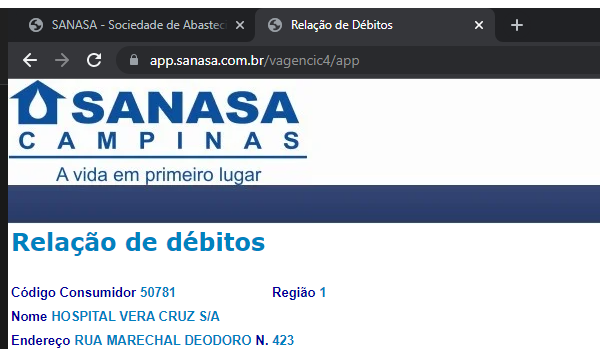 SANASA - Sociedade de Abastec
Relação de Débitos
app.sanasa.com.br/vagencic4/app
SANASA
CAMPINAS
A vida em primeiro lugar
Relação de débitos
Código Consumidor 50781 Região 1
Nome HOSPITAL VERA CRUZ S/A
Endereço RUA MARECHAL DEODORO N. 423